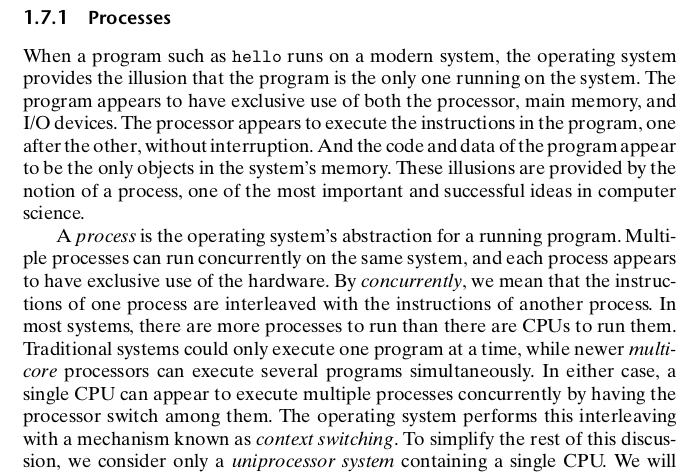 1.7.1 Processes
When a program such as hello runs on a modern system, the operating system
provides the illusion that the program is the only one running on the system. The
program appears to have exclusive use of both the processor, main memory, and
I/O devices. The processor appears to execute the instructions in the program, one
after the other, without interruption. And the code and data of the program appear
to be the only objects in the system's memory. These illusions are provided by the
notion of a process, one of the most important and successful ideas in computer
science.
A process is the operating system's abstraction for a running program. Multi-
ple processes can run concurrently on the same system, and each process appears
to have exclusive use of the hardware. By concurrently, we mean that the instruc-
tions of one process are interleaved with the instructions of another process. In
most systems, there are more processes to run than there are CPUs to run them.
Traditional systems could only execute one program at a time, while newer multi-
core processors can execute several programs simultaneously. In either case, a
single CPU can appear to execute multiple processes concurrently by having the
processor switch among them. The operating system performs this interleaving
with a mechanism known as context switching. To simplify the rest of this discus-
sion, we consider only a uniprocessor system containing a single CPU. We will